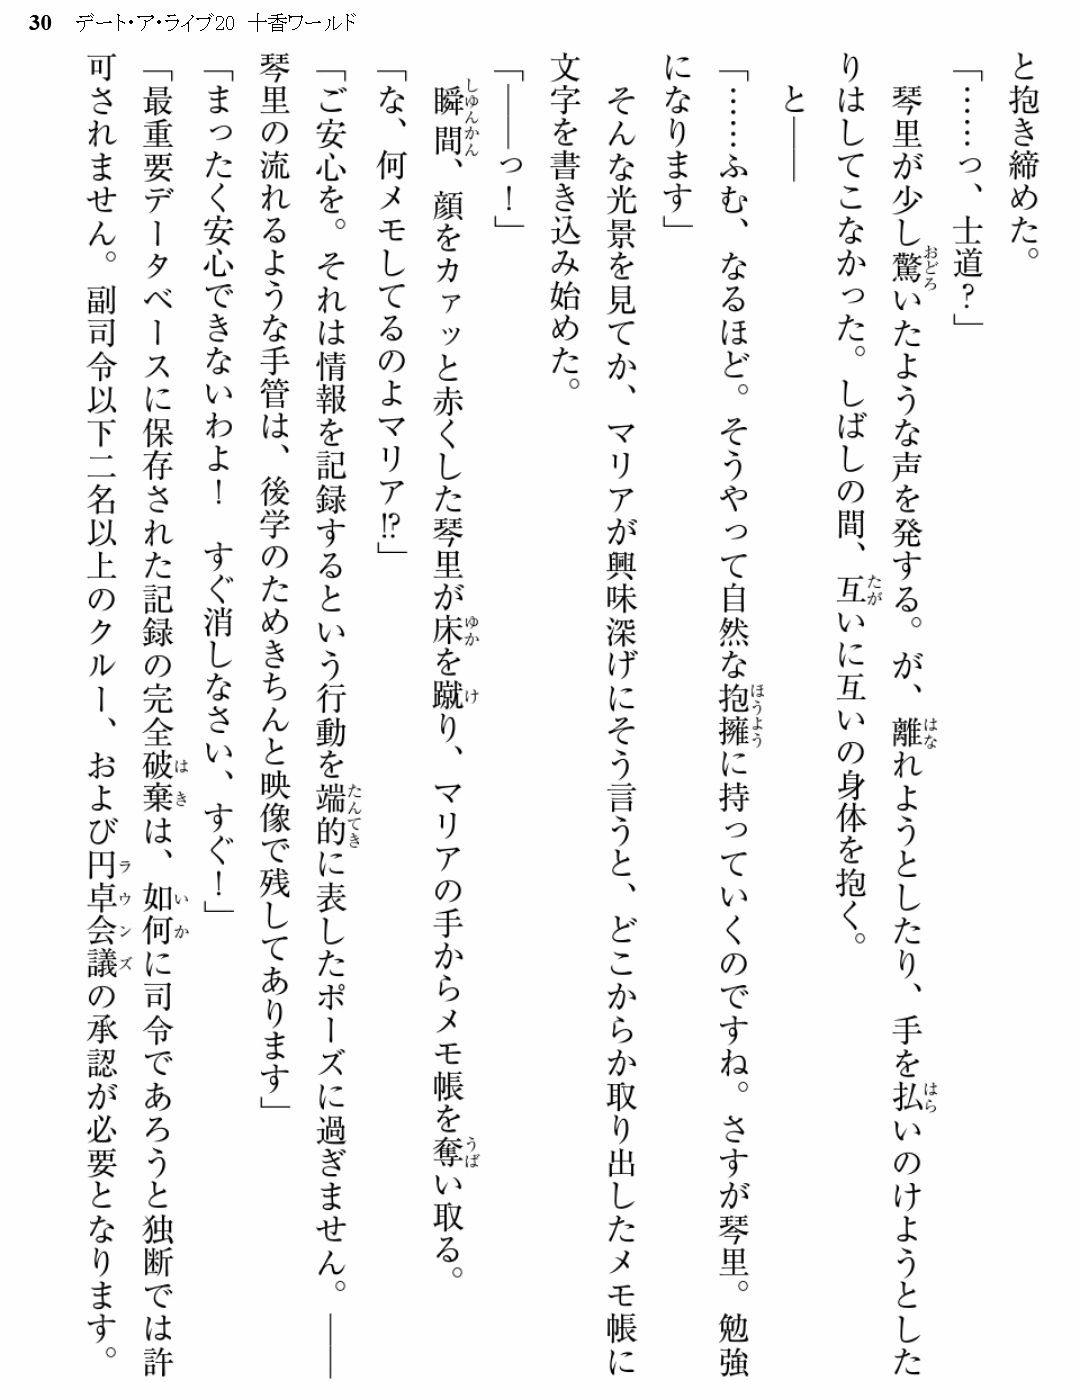 30 デート・ア・ライブ20 十香ワールド
と抱き締めた。
「……っ、士道？」
　琴里が少し驚いたような声を発する。が、離れようとしたり、手を払いのけようとした
りはしてこなかった。しばしの間、互いに互いの身体を抱く。
　と――
「……ふむ、なるほど。そうやって自然な抱擁に持っていくのですね。さすが琴里。勉強
になります」
　そんな光景を見てか、マリアが興味深げにそう言うと、どこからか取り出したメモ帳に
文字を書き込み始めた。
「――っ！」
　瞬間、顔をカァッと赤くした琴里が床を蹴り、マリアの手からメモ帳を奪い取る。
「な、何メモしてるのよマリア!?」
「ご安心を。それは情報を記録するという行動を端的に表したポーズに過ぎません。――
琴里の流れるような手管は、後学のためきちんと映像で残してあります」
「まったく安心できないわよ！　すぐ消しなさい、すぐ！」
「最重要データベースに保存された記録の完全破棄は、如何に司令であろうと独断では許
可されません。副司令以下二名以上のクルー、および円卓会議の承認が必要となります。